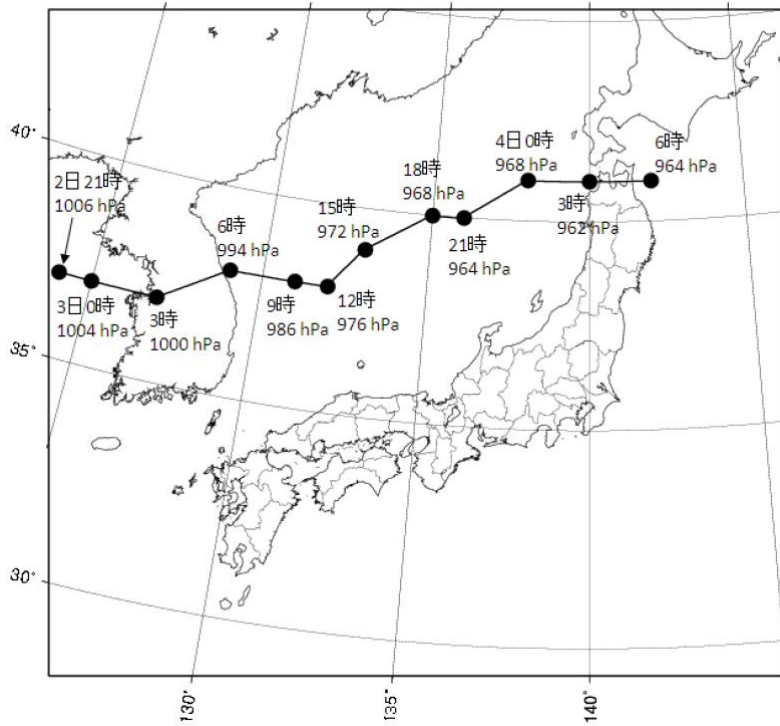 40°
35°
30°
130°
135°
140°
2日21時
1006 hPa
3日0時
1004 hPa
3時
1000 hPa
6時
994 hPa
9時
986 hPa
12時
976 hPa
15時
972 hPa
18時
968 hPa
21時
964 hPa
4日0時
968 hPa
3時
962 hPa
6時
964 hPa